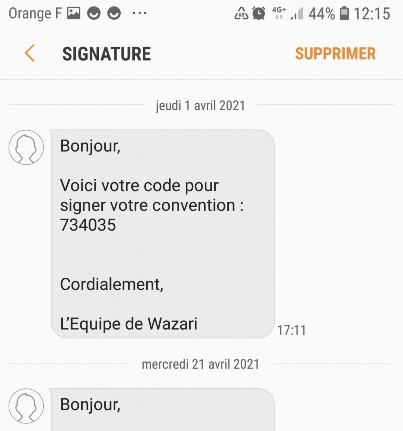 Orange F ... 4G+ 44% 12:15
SIGNATURE SUPPRIMER
jeudi 1 avril 2021
Bonjour,
Voici votre code pour
signer votre convention :
734035
Cordialement,
L'Equipe de Wazari
17:11
mercredi 21 avril 2021
Bonjour,